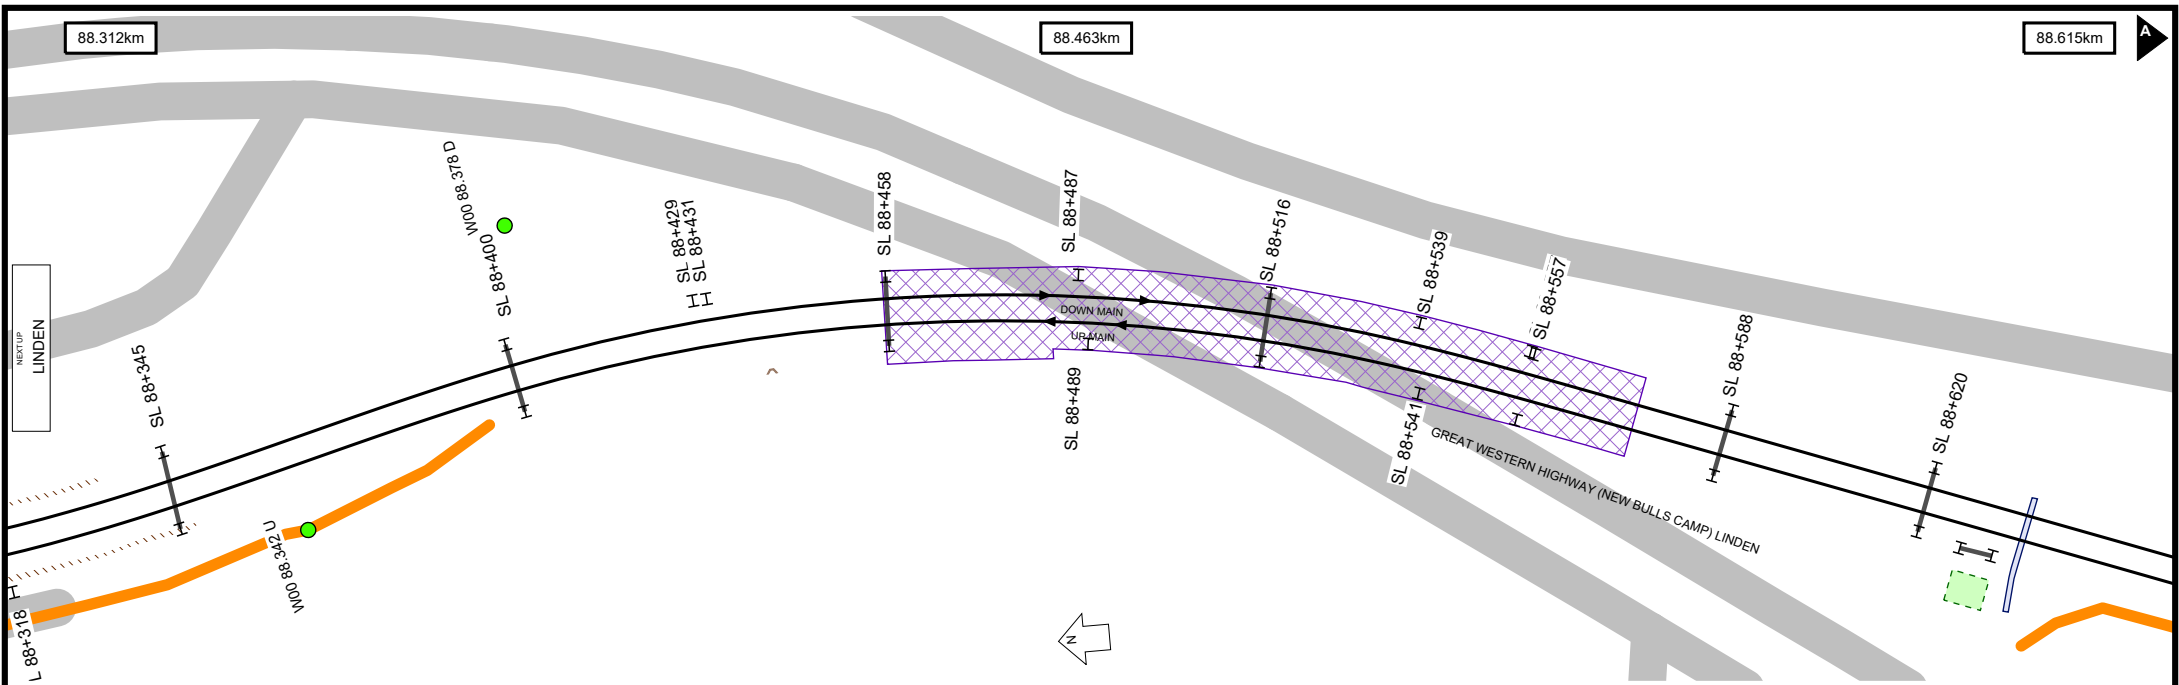 88.312km
88.463km
88.615km
A
W00 88.378 D
SL 88+400
SL 88+429
SL 88+431
SL 88+458
SL 88+487
SL 88+516
SL 88+539
SL 88+557
SL 88+588
SL 88+620
NEXT UP
LINDEN
SL 88+345
DOWN MAIN
UP MAIN
SL 88+489
SL 88+541
GREAT WESTERN HIGHWAY (NEW BULLS CAMP) LINDEN
W00 88.342 U
L 88+318
N